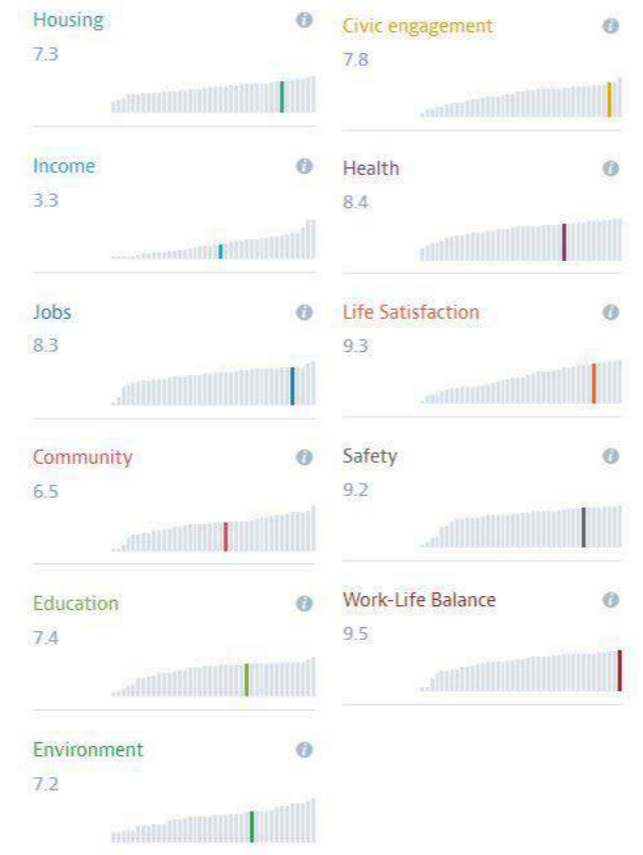 Housing
7.3
Income
3.3
Jobs
8.3
Community
6.5
Education
7.4
Environment
7.2
Civic engagement
7.8
Health
8.4
Life Satisfaction
9.3
Safety
9.2
Work-Life Balance
9.5